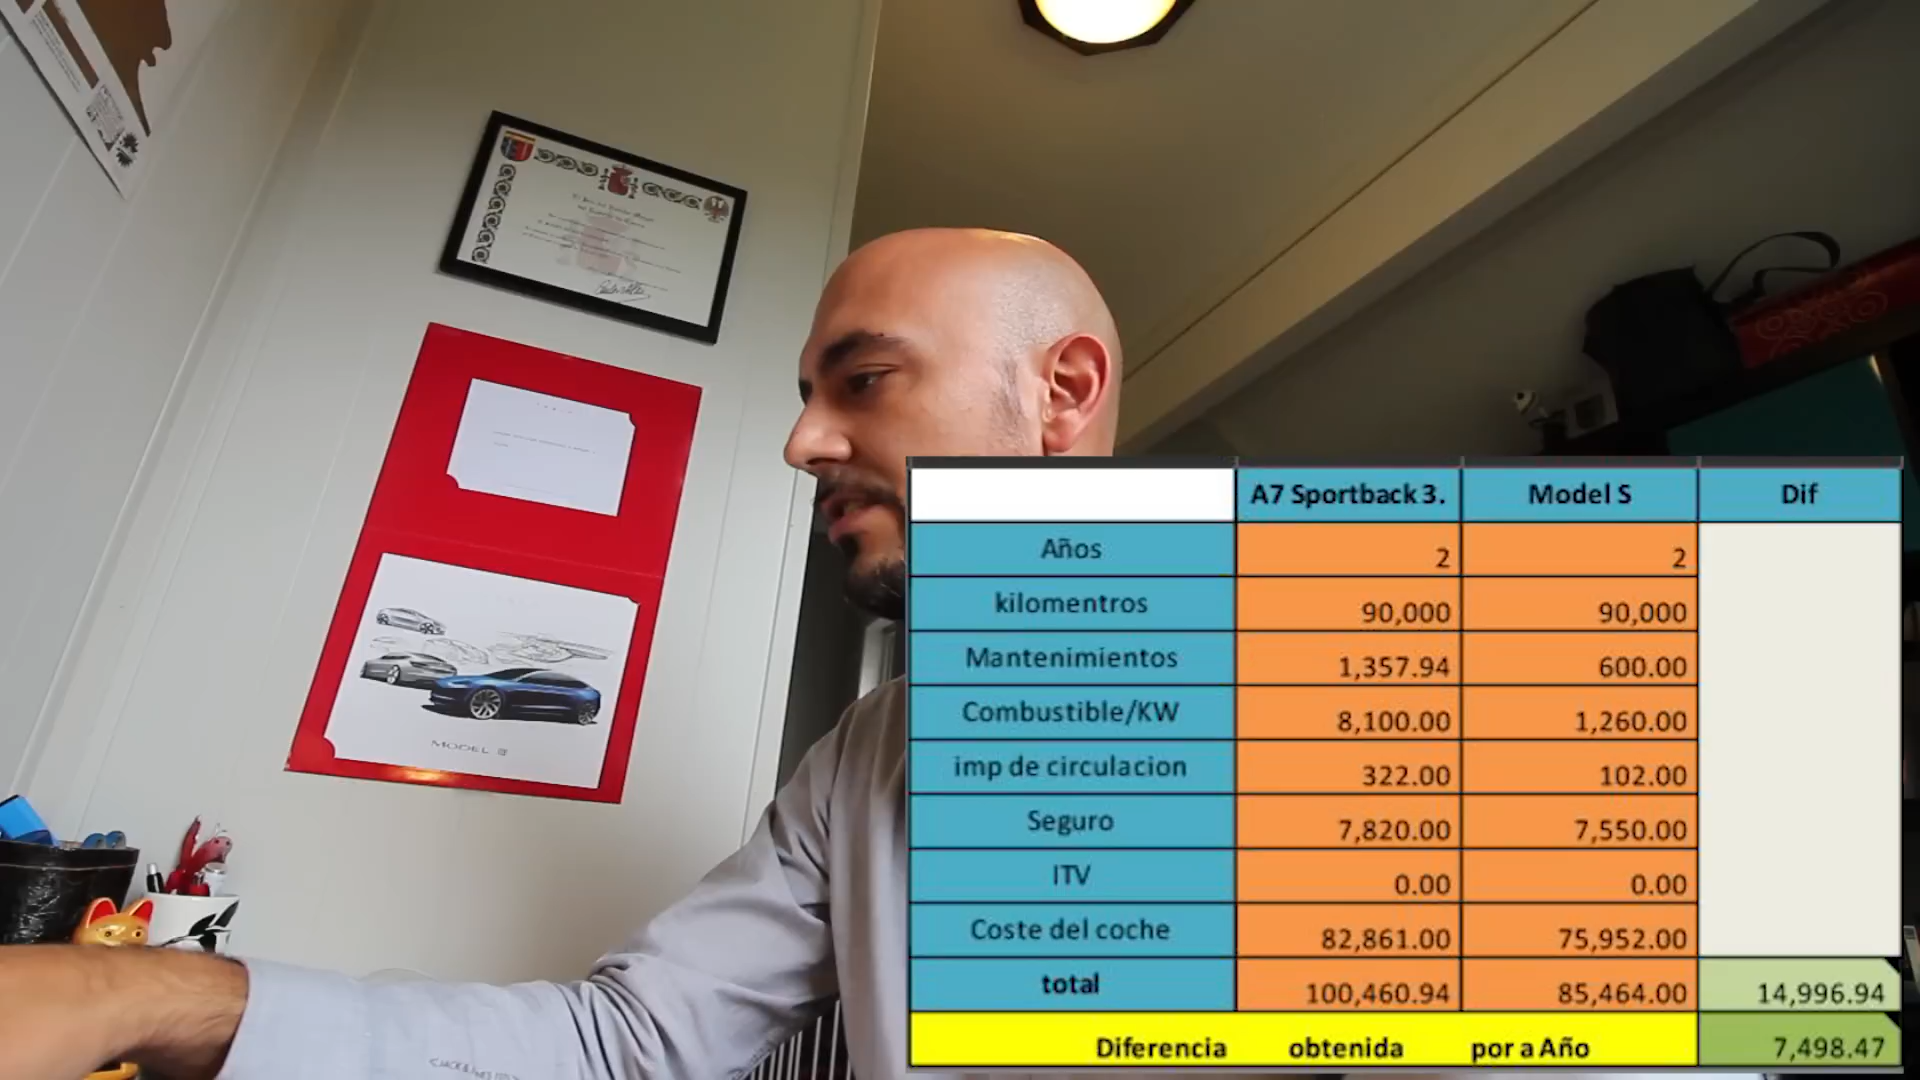 MODEL ≡
A7 Sportback 3. Model S Dif
Años 2 2
kilomentros 90,000 90,000
Mantenimientos 1,357.94 600.00
Combustible/KW 8,100.00 1,260.00
imp de circulacion 322.00 102.00
Seguro 7,820.00 7,550.00
ITV 0.00 0.00
Coste del coche 82,861.00 75,952.00
total 100,460.94 85,464.00 14,996.94
Diferencia obtenida por a Año 7,498.47